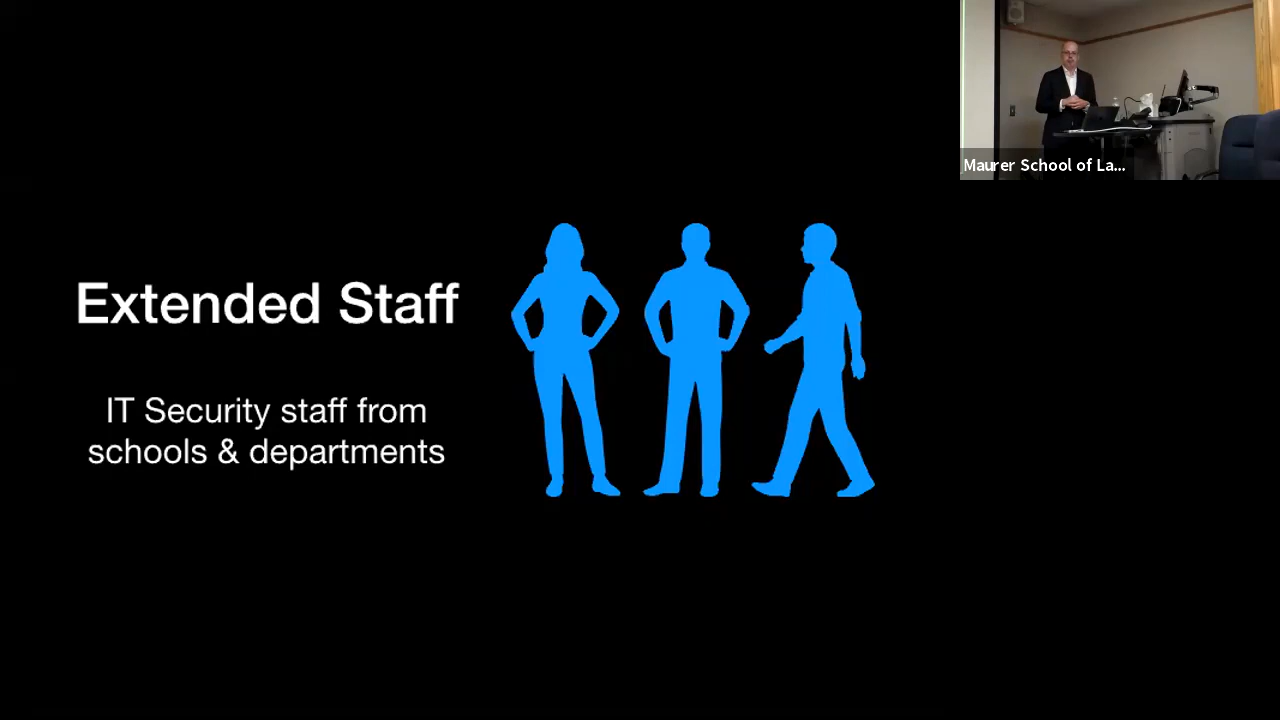 Maurer School of La...
Extended Staff
IT Security staff from
schools & departments